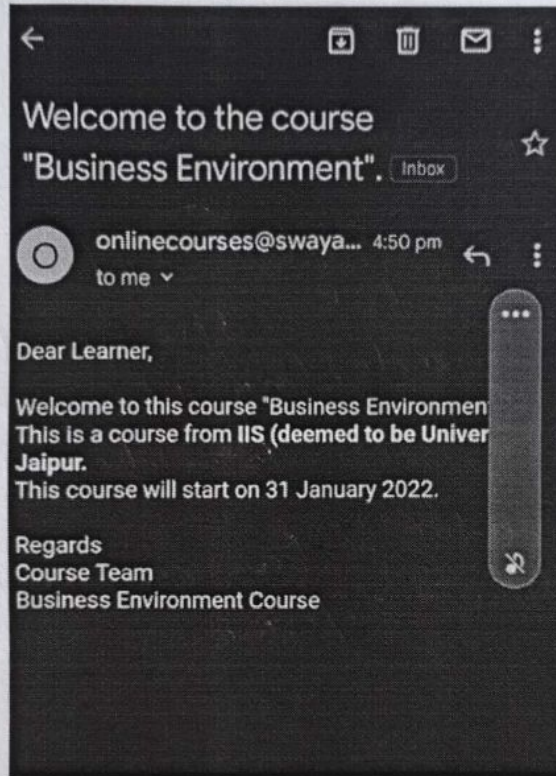 Welcome to the course
"Business Environment". Inbox
O
onlinecourses@swaya... 4:50 pm
to me
Dear Learner,
Welcome to this course "Business Environmen
This is a course from IIS (deemed to be Univer
Jaipur.
This course will start on 31 January 2022.
Regards
Course Team
Business Environment Course